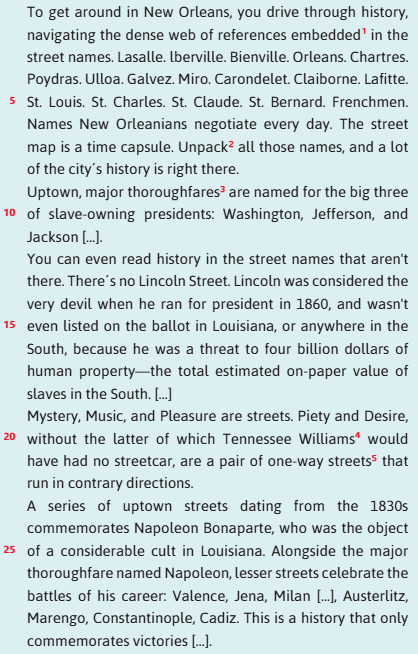 To get around in New Orleans, you drive through history,
navigating the dense web of references embedded¹ in the
street names. Lasalle. Iberville. Bienville. Orleans. Chartres.
Poydras. Ulloa. Galvez. Miro. Carondelet. Claiborne. Lafitte.
5 St. Louis. St. Charles. St. Claude. St. Bernard. Frenchmen.
Names New Orleanians negotiate every day. The street
map is a time capsule. Unpack² all those names, and a lot
of the city´s history is right there.
Uptown, major thoroughfares³ are named for the big three
10 of slave-owning presidents: Washington, Jefferson, and
Jackson [...].
You can even read history in the street names that aren't
there. There´s no Lincoln Street. Lincoln was considered the
very devil when he ran for president in 1860, and wasn't
15 even listed on the ballot in Louisiana, or anywhere in the
South, because he was a threat to four billion dollars of
human property—the total estimated on-paper value of
slaves in the South. [...]
Mystery, Music, and Pleasure are streets. Piety and Desire,
20 without the latter of which Tennessee Williams⁴ would
have had no streetcar, are a pair of one-way streets⁵ that
run in contrary directions.
A series of uptown streets dating from the 1830s
commemorates Napoleon Bonaparte, who was the object
25 of a considerable cult in Louisiana. Alongside the major
thoroughfare named Napoleon, lesser streets celebrate the
battles of his career: Valence, Jena, Milan [...], Austerlitz,
Marengo, Constantinople, Cadiz. This is a history that only
commemorates victories [...].